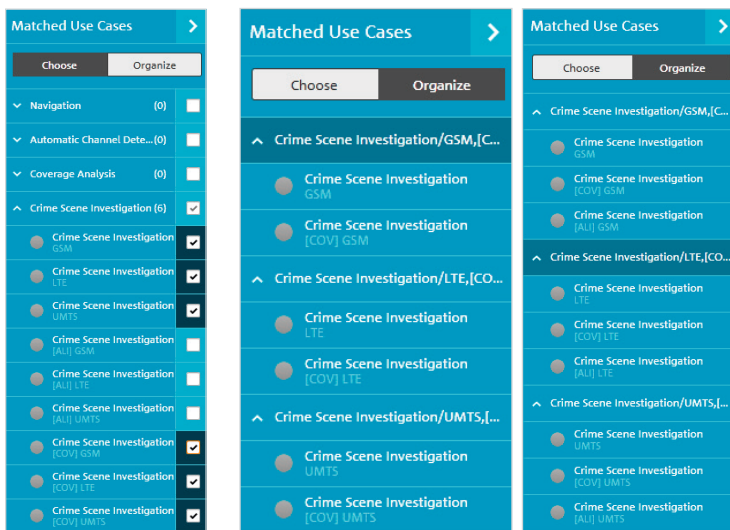 Matched Use Cases
Choose Organize
Navigation (0)
Automatic Channel Dete...(0)
Coverage Analysis (0)
Crime Scene Investigation (6)
Crime Scene Investigation
GSM
Crime Scene Investigation
LTE
Crime Scene Investigation
UMTS
Crime Scene Investigation
[ALI] GSM
Crime Scene Investigation
[ALI] LTE
Crime Scene Investigation
[ALI] UMTS
Crime Scene Investigation
[COV] GSM
Crime Scene Investigation
[COV] LTE
Crime Scene Investigation
[COV] UMTS
Matched Use Cases
Choose Organize
Crime Scene Investigation/GSM,[C...
Crime Scene Investigation
GSM
Crime Scene Investigation
[COV] GSM
Crime Scene Investigation/LTE,[CO...
Crime Scene Investigation
LTE
Crime Scene Investigation
[COV] LTE
Crime Scene Investigation/UMTS,[...
Crime Scene Investigation
UMTS
Crime Scene Investigation
[COV] UMTS
Matched Use Cases
Choose Organize
Crime Scene Investigation/GSM,[C...
Crime Scene Investigation
GSM
Crime Scene Investigation
[COV] GSM
Crime Scene Investigation
[ALI] GSM
Crime Scene Investigation/LTE,[CO...
Crime Scene Investigation
LTE
Crime Scene Investigation
[COV] LTE
Crime Scene Investigation
[ALI] LTE
Crime Scene Investigation/UMTS,[...
Crime Scene Investigation
UMTS
Crime Scene Investigation
[COV] UMTS
Crime Scene Investigation
[ALI] UMTS